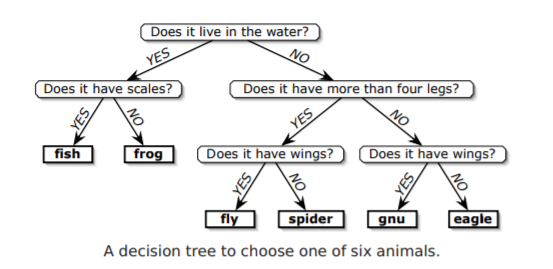 Does it live in the water?
YES NO
Does it have scales? Does it have more than four legs?
YES NO YES NO
fish frog Does it have wings? Does it have wings?
YES NO YES NO
fly spider gnu eagle
A decision tree to choose one of six animals.